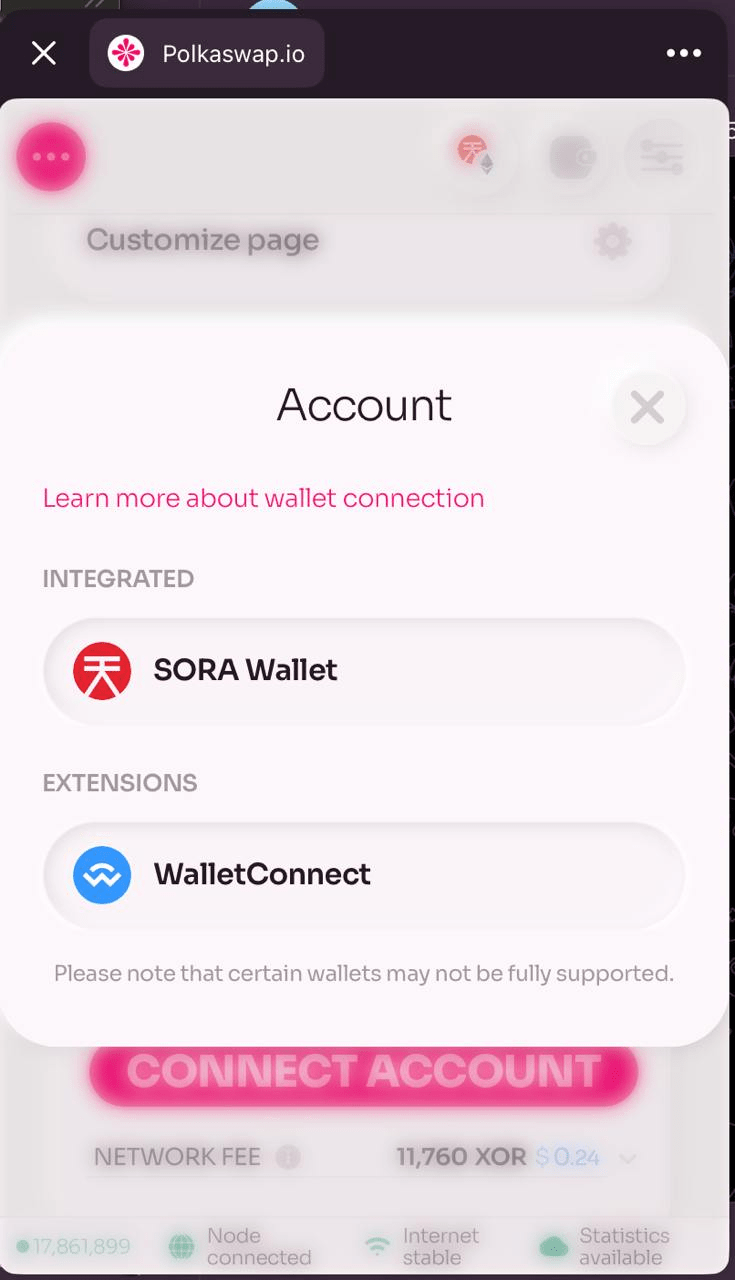 Polkaswap.io
Customize page
Account
Learn more about wallet connection
INTEGRATED
天 SORA Wallet
EXTENSIONS
WalletConnect
Please note that certain wallets may not be fully supported.
CONNECT ACCOUNT
NETWORK FEE 11,760 XOR $0.24
17,861,899
Node
connected
Internet
stable
Statistics
available